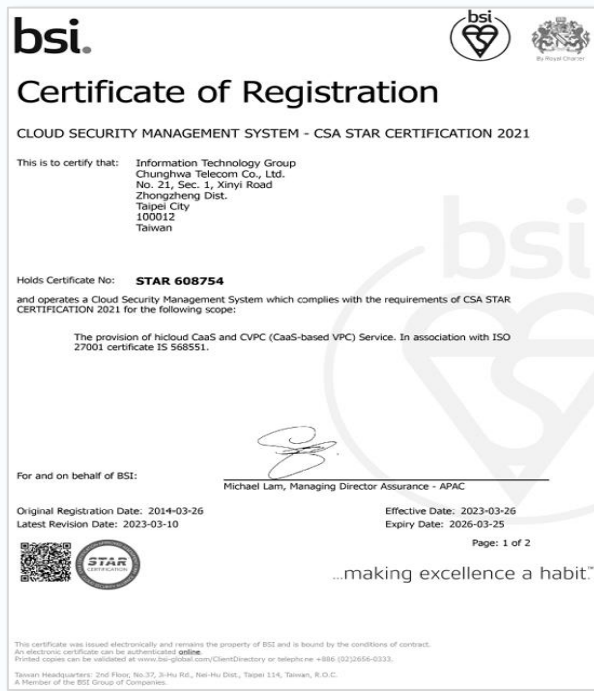 bsi.
bsi
By Royal Charter
Certificate of Registration
CLOUD SECURITY MANAGEMENT SYSTEM - CSA STAR CERTIFICATION 2021
This is to certify that: Information Technology Group
Chunghwa Telecom Co., Ltd.
No. 21, Sec. 1, Xinyi Road
Zhongzheng Dist.
Taipei City
100012
Taiwan
bsi
Holds Certificate No: STAR 608754
and operates a Cloud Security Management System which complies with the requirements of CSA STAR
CERTIFICATION 2021 for the following scope:
The provision of hicloud CaaS and CVPC (CaaS-based VPC) Service. In association with ISO
27001 certificate IS 568551.
For and on behalf of BSI:
Michael Lam, Managing Director Assurance - APAC
Original Registration Date: 2014-03-26 Effective Date: 2023-03-26
Latest Revision Date: 2023-03-10 Expiry Date: 2026-03-25
Page: 1 of 2
STAR
CERTIFICATION
...making excellence a habit.™
This certificate was issued electronically and remains the property of BSI and is bound by the conditions of contract.
An electronic certificate can be authenticated online.
Printed copies can be validated at www.bsi-global.com/ClientDirectory or telephone +886 (02)2656-0333.
Taiwan Headquarters: 2nd Floor, No.37, Ji-Hu Rd., Nei-Hu Dist., Taipei 114, Taiwan, R.O.C.
A Member of the BSI Group of Companies.